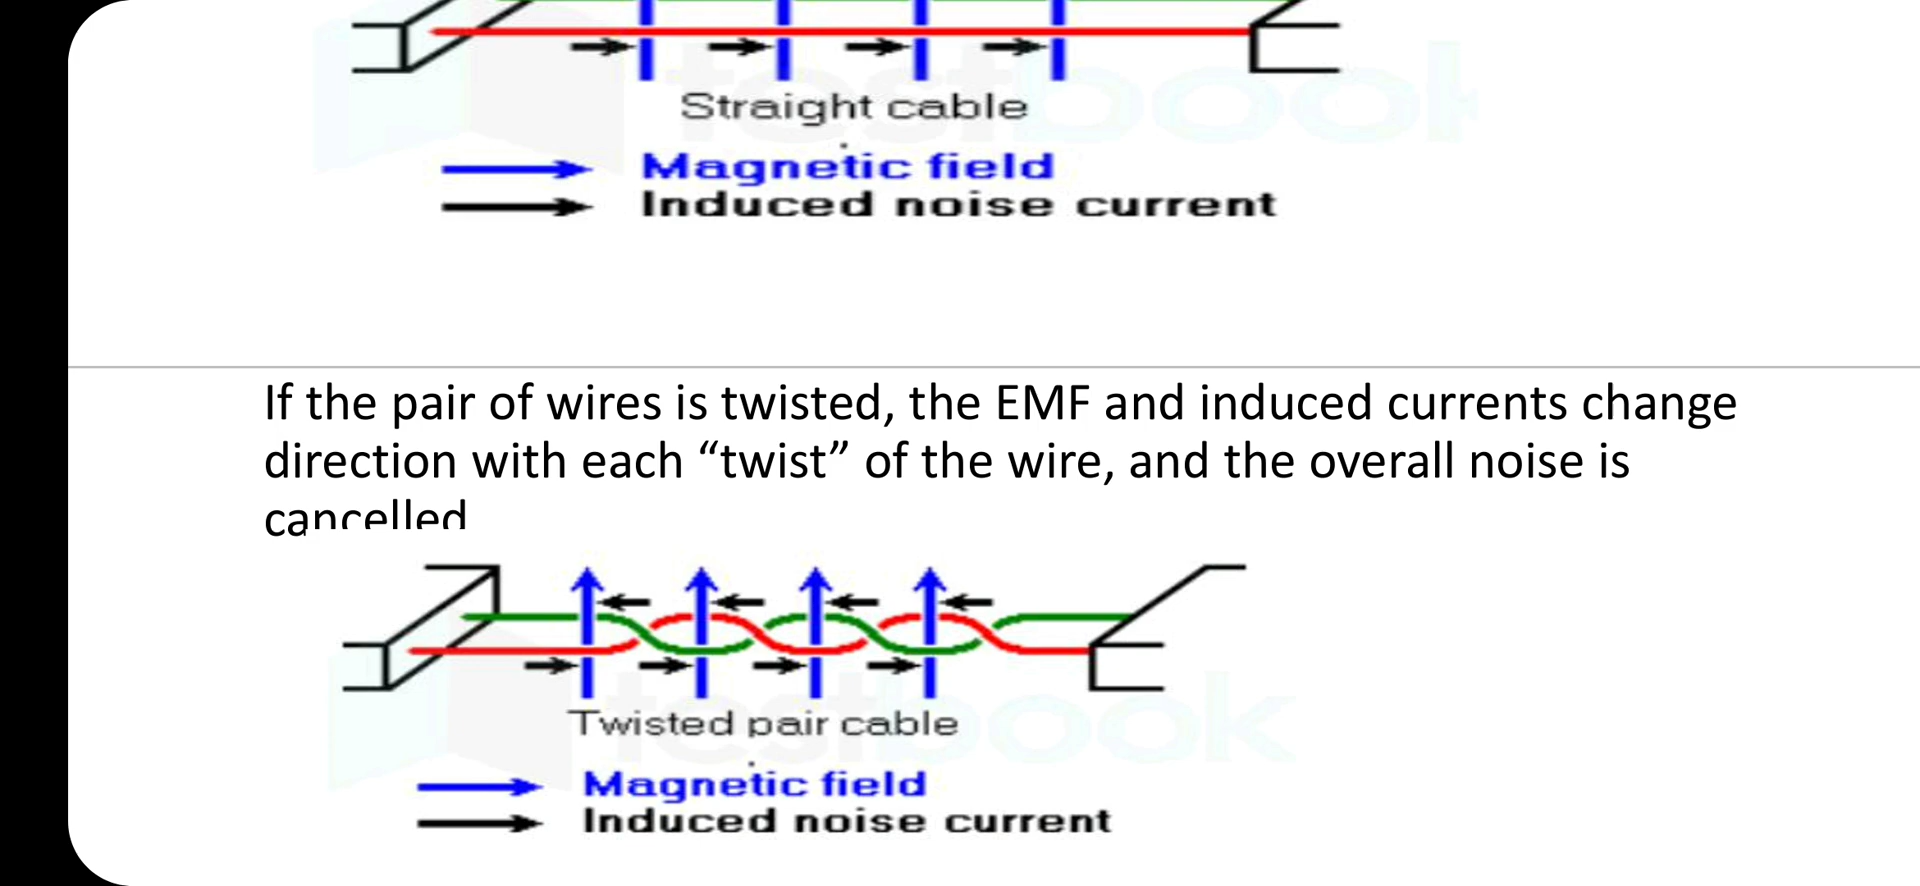 Straight cable
Magnetic field
Induced noise current
If the pair of wires is twisted, the EMF and induced currents change
direction with each “twist” of the wire, and the overall noise is
cancelled
Twisted pair cable
testbook
Magnetic field
Induced noise current